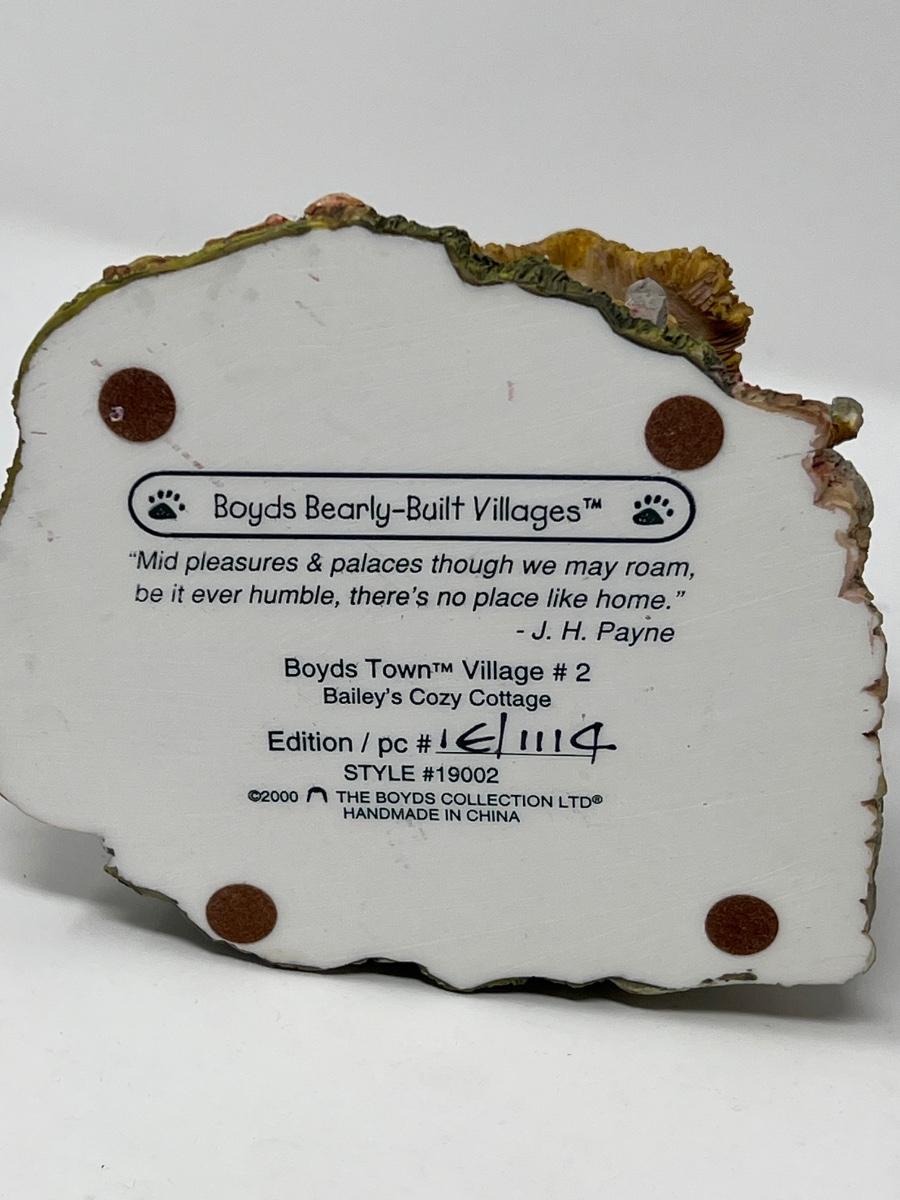 Boyds Bearly-Built Villages™
“Mid pleasures & palaces though we may roam,
be it ever humble, there's no place like home.”
- J. H. Payne
Boyds Town™ Village # 2
Bailey's Cozy Cottage
Edition / pc # 1E/1114
STYLE #19002
©2000 THE BOYDS COLLECTION LTD®
HANDMADE IN CHINA